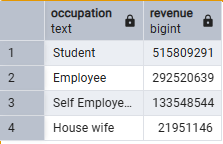 occupation revenue
text bigint
1 Student 515809291
2 Employee 292520639
3 Self Employe... 133548544
4 House wife 21951146